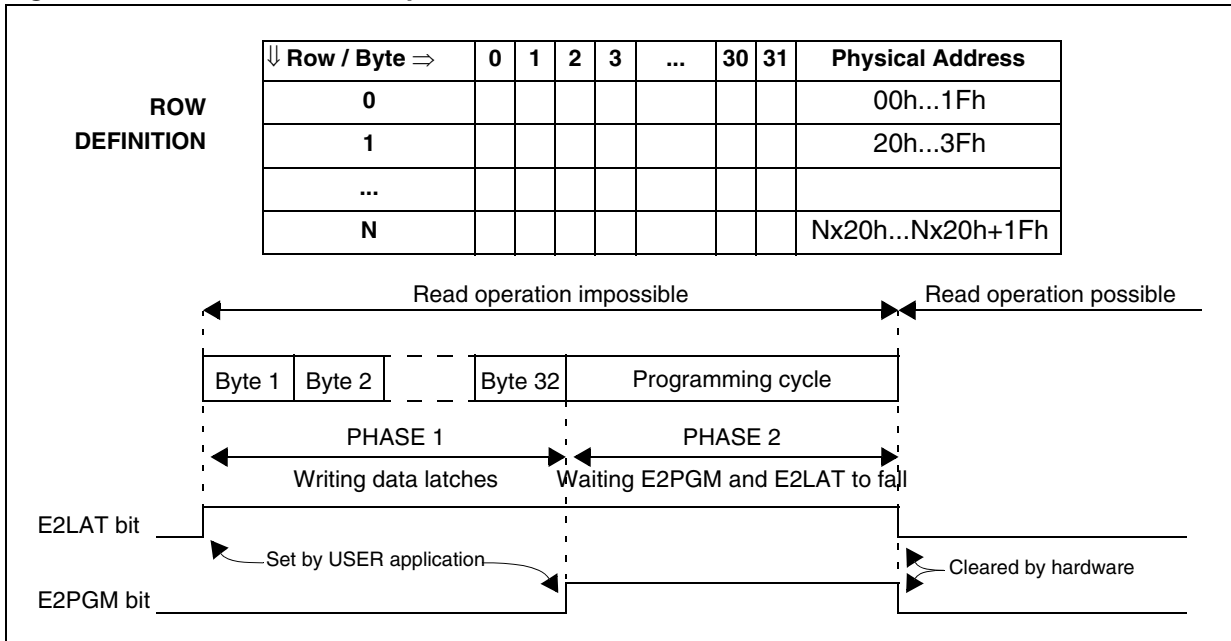 ⇓ Row / Byte ⇒ 0 1 2 3 ... 30 31 Physical Address
ROW DEFINITION
0 00h...1Fh
1 20h...3Fh
...
N Nx20h...Nx20h+1Fh
Read operation impossible Read operation possible
Byte 1 Byte 2 Byte 32 Programming cycle
PHASE 1 PHASE 2
Writing data latches Waiting E2PGM and E2LAT to fall
E2LAT bit
Set by USER application Cleared by hardware
E2PGM bit